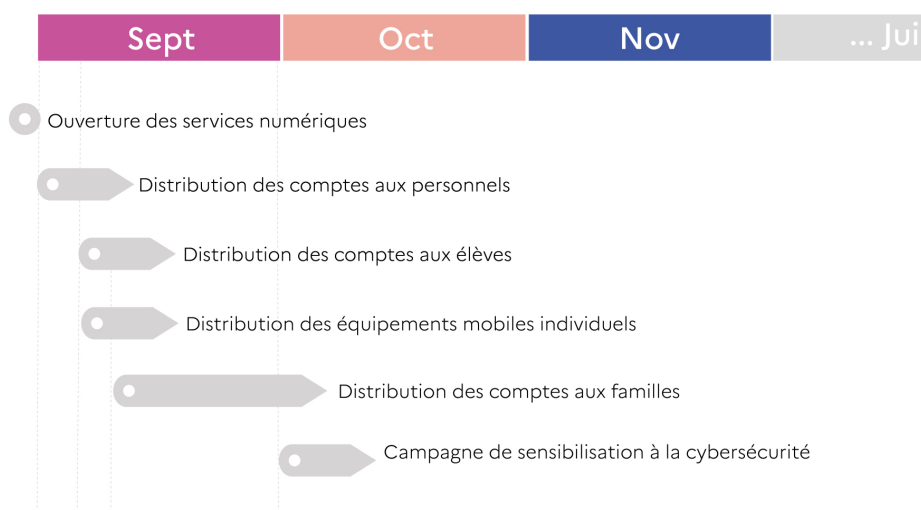 Sept
Oct
Nov
... Jui
Ouverture des services numériques
Distribution des comptes aux personnels
Distribution des comptes aux élèves
Distribution des équipements mobiles individuels
Distribution des comptes aux familles
Campagne de sensibilisation à la cybersécurité